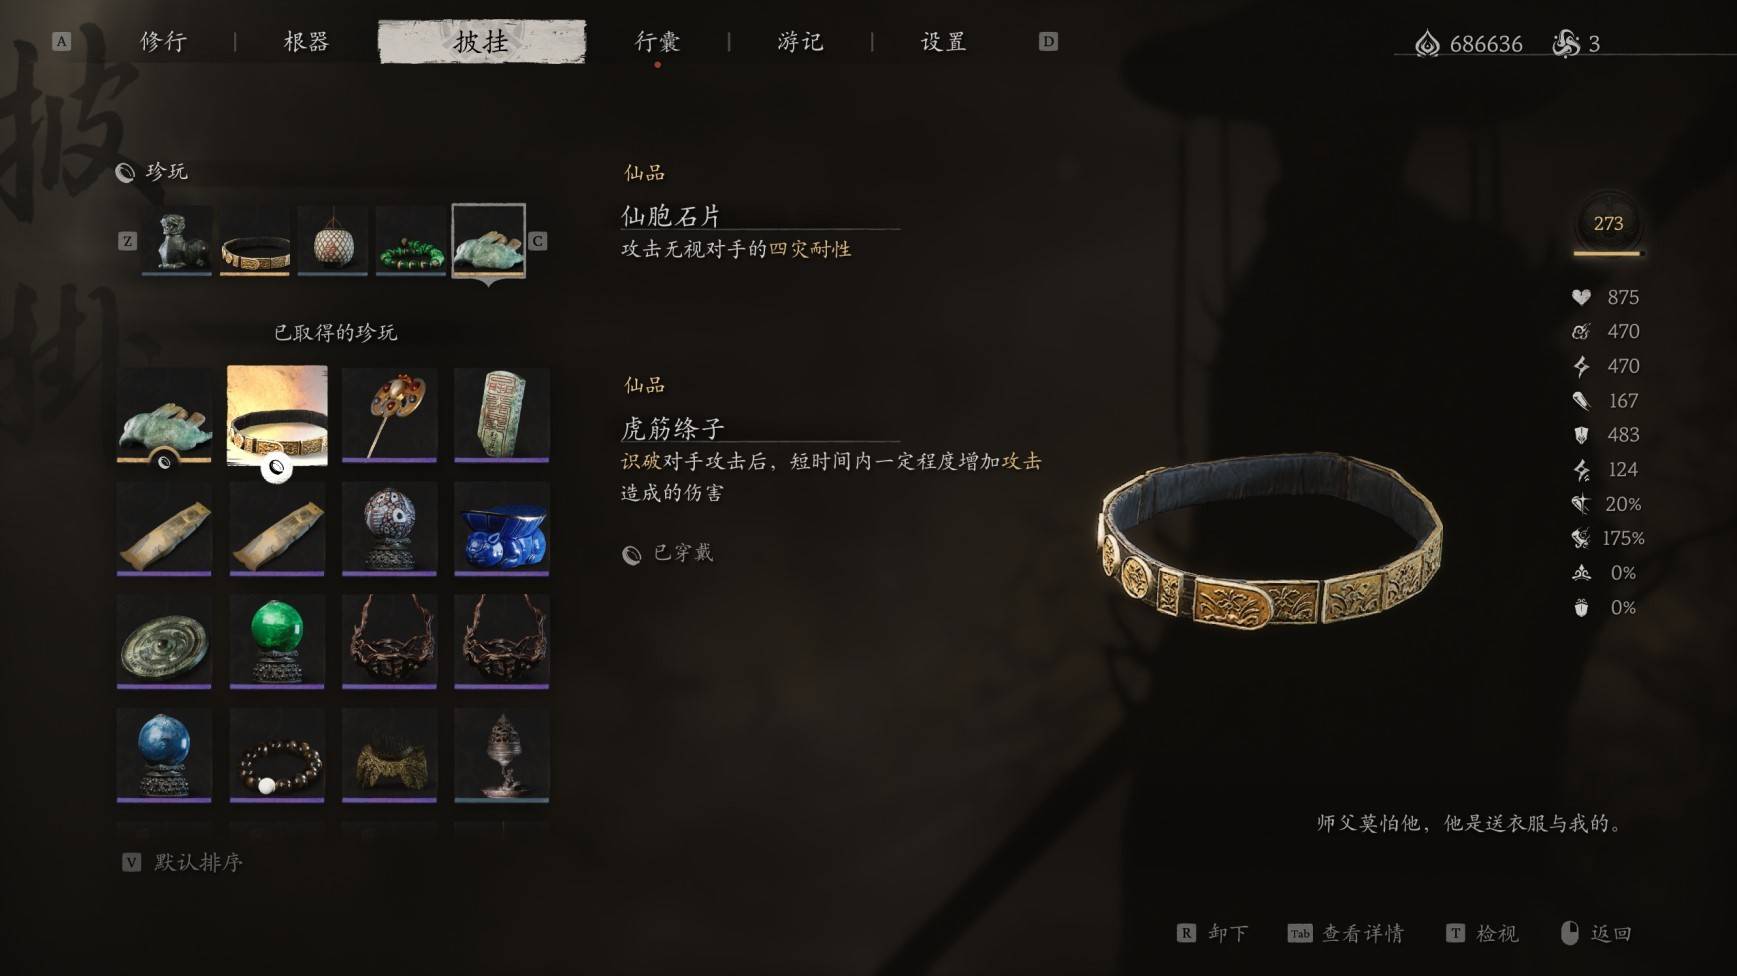 A 修行 | 根器 披挂 行囊 | 游记 | 设置 D
686636 3
披掛
珍玩
Z C
已取得的珍玩
V 默认排序
仙品
仙胞石片
攻击无视对手的四灾耐性
仙品
虎筋绦子
识破对手攻击后，短时间内一定程度增加攻击
造成的伤害
已穿戴
273
875
470
470
167
483
124
20%
175%
0%
0%
师父莫怕他，他是送衣服与我的。
R 卸下 Tab 查看详情 T 检视 返回